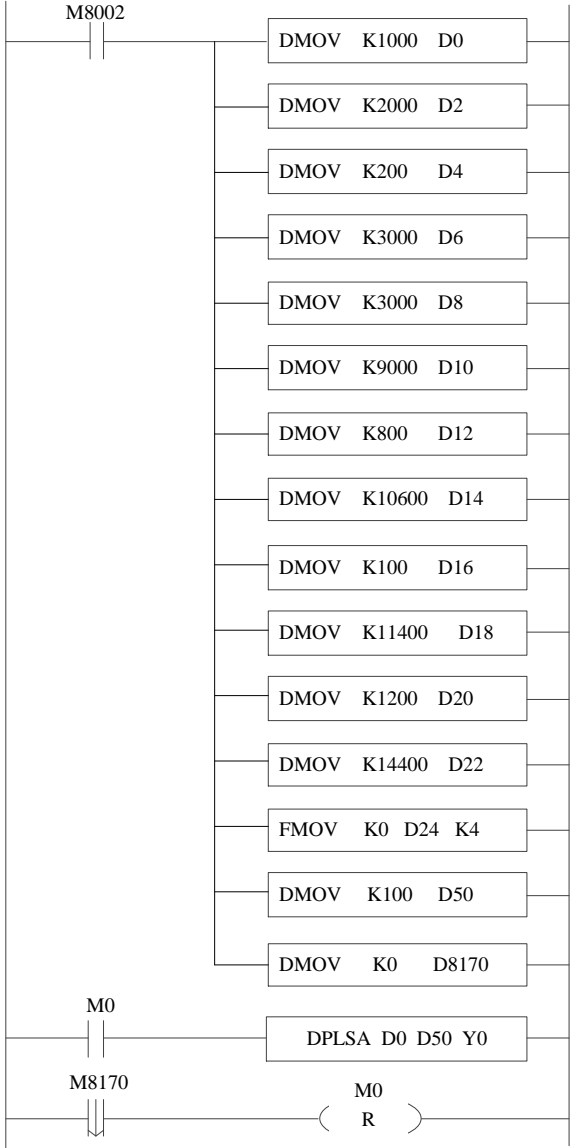 M8002
DMOV K1000 D0
DMOV K2000 D2
DMOV K200 D4
DMOV K3000 D6
DMOV K3000 D8
DMOV K9000 D10
DMOV K800 D12
DMOV K10600 D14
DMOV K100 D16
DMOV K11400 D18
DMOV K1200 D20
DMOV K14400 D22
FMOV K0 D24 K4
DMOV K100 D50
DMOV K0 D8170
M0
DPLSA D0 D50 Y0
M8170
M0
R